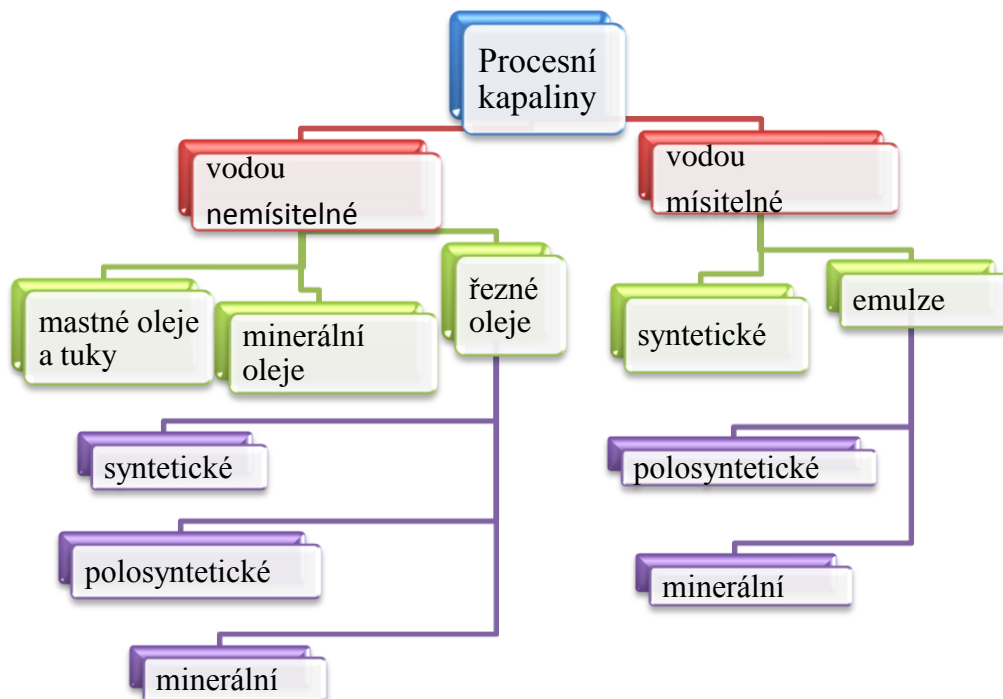 Procesní
kapaliny
vodou
nemísitelné
vodou
mísitelné
mastné oleje
a tuky
minerální
oleje
řezné
oleje
syntetické
emulze
syntetické
polosyntetické
minerální
polosyntetické
minerální